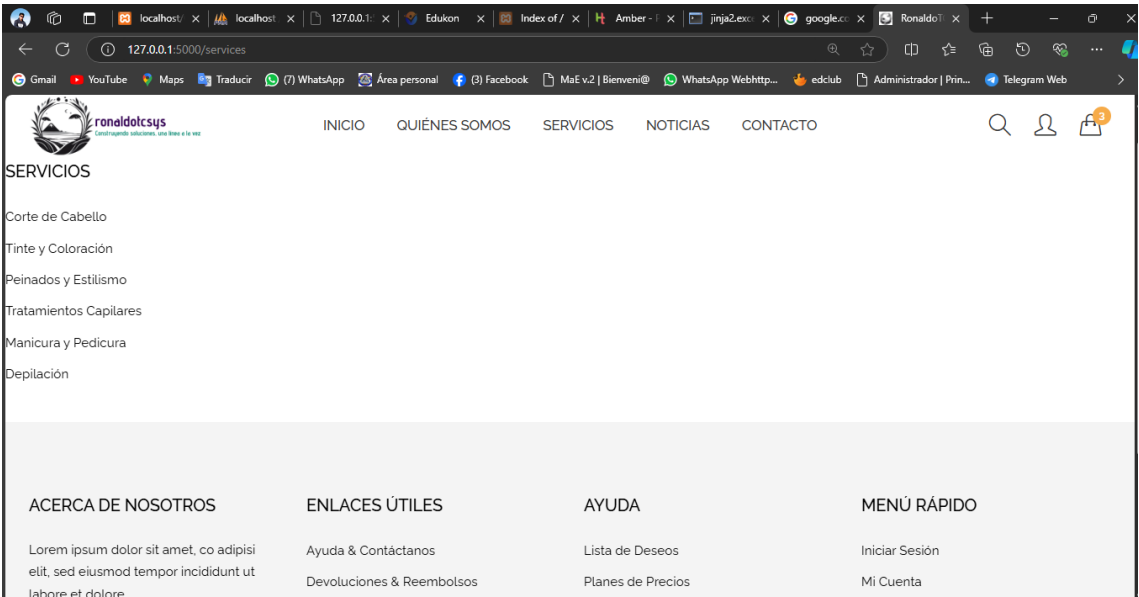 localhost/
localhost
127.0.0.1:
Edukon
Index of /
Amber -
jinja2.exc
google.co
RonaldoT
127.0.0.1:5000/services
Gmail
YouTube
Maps
Traducir
(7) WhatsApp
Área personal
(3) Facebook
MaE v.2 | Bienveni@
WhatsApp Webhttp...
edclub
Administrador | Prin...
Telegram Web
ronaldotcsys
Construyendo soluciones, una línea a la vez
INICIO
QUIÉNES SOMOS
SERVICIOS
NOTICIAS
CONTACTO
3
SERVICIOS
Corte de Cabello
Tinte y Coloración
Peinados y Estilismo
Tratamientos Capilares
Manicura y Pedicura
Depilación
ACERCA DE NOSOTROS
Lorem ipsum dolor sit amet, co adipisi
elit, sed eiusmod tempor incididunt ut
labore et dolore
ENLACES ÚTILES
Ayuda & Contáctanos
Devoluciones & Reembolsos
AYUDA
Lista de Deseos
Planes de Precios
MENÚ RÁPIDO
Iniciar Sesión
Mi Cuenta